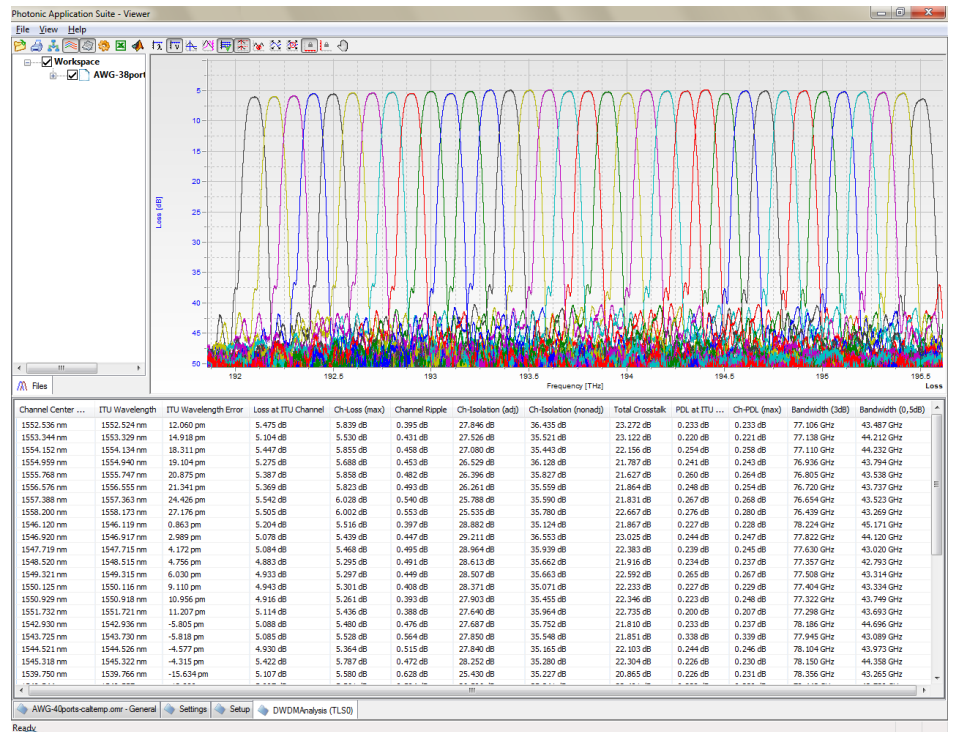 Photonic Application Suite - Viewer
File View Help
Workspace
AWG-38port
5
10
15
20
25
30
35
40
45
50
Loss [dB]
192 192.5 193 193.5 194 194.5 195 195.5
Frequency [THz]
Loss
Files
Channel Center ... ITU Wavelength ITU Wavelength Error Loss at ITU Channel Ch-Loss (max) Channel Ripple Ch-Isolation (adj) Ch-Isolation (nonadj) Total Crosstalk PDL at ITU ... Ch-PDL (max) Bandwidth (3dB) Bandwidth (0,5dB)
1552.536 nm 1552.524 nm 12.060 pm 5.475 dB 5.839 dB 0.395 dB 27.846 dB 36.435 dB 23.272 dB 0.233 dB 0.233 dB 77.106 GHz 43.487 GHz
1553.344 nm 1553.329 nm 14.918 pm 5.104 dB 5.530 dB 0.431 dB 27.526 dB 35.521 dB 23.122 dB 0.220 dB 0.221 dB 77.138 GHz 44.212 GHz
1554.152 nm 1554.134 nm 18.311 pm 5.447 dB 5.855 dB 0.458 dB 27.080 dB 35.443 dB 22.156 dB 0.254 dB 0.258 dB 77.110 GHz 44.232 GHz
1554.959 nm 1554.940 nm 19.104 pm 5.275 dB 5.688 dB 0.453 dB 26.529 dB 36.128 dB 21.787 dB 0.241 dB 0.243 dB 76.936 GHz 43.794 GHz
1555.768 nm 1555.747 nm 20.875 pm 5.387 dB 5.858 dB 0.482 dB 26.396 dB 35.827 dB 21.627 dB 0.260 dB 0.264 dB 76.805 GHz 43.538 GHz
1556.576 nm 1556.555 nm 21.341 pm 5.369 dB 5.823 dB 0.493 dB 26.261 dB 35.559 dB 21.864 dB 0.248 dB 0.254 dB 76.720 GHz 43.737 GHz
1557.388 nm 1557.363 nm 24.426 pm 5.542 dB 6.028 dB 0.540 dB 25.788 dB 35.590 dB 21.831 dB 0.267 dB 0.268 dB 76.654 GHz 43.523 GHz
1558.200 nm 1558.173 nm 27.176 pm 5.505 dB 6.002 dB 0.553 dB 25.535 dB 35.780 dB 22.667 dB 0.276 dB 0.280 dB 76.439 GHz 43.269 GHz
1546.120 nm 1546.119 nm 0.863 pm 5.204 dB 5.516 dB 0.397 dB 28.882 dB 35.124 dB 21.867 dB 0.227 dB 0.228 dB 78.224 GHz 45.171 GHz
1546.920 nm 1546.917 nm 2.989 pm 5.078 dB 5.439 dB 0.447 dB 29.211 dB 36.553 dB 23.025 dB 0.244 dB 0.247 dB 77.822 GHz 44.120 GHz
1547.719 nm 1547.715 nm 4.172 pm 5.084 dB 5.468 dB 0.495 dB 28.964 dB 35.939 dB 22.383 dB 0.239 dB 0.245 dB 77.630 GHz 43.020 GHz
1548.520 nm 1548.515 nm 4.756 pm 4.883 dB 5.295 dB 0.491 dB 28.613 dB 35.662 dB 21.916 dB 0.234 dB 0.237 dB 77.357 GHz 42.793 GHz
1549.321 nm 1549.315 nm 6.030 pm 4.933 dB 5.297 dB 0.449 dB 28.507 dB 35.663 dB 22.592 dB 0.265 dB 0.267 dB 77.508 GHz 43.314 GHz
1550.125 nm 1550.116 nm 9.110 pm 4.943 dB 5.301 dB 0.408 dB 28.371 dB 35.071 dB 22.233 dB 0.227 dB 0.229 dB 77.404 GHz 43.334 GHz
1550.929 nm 1550.918 nm 10.956 pm 4.916 dB 5.261 dB 0.393 dB 27.903 dB 35.455 dB 22.346 dB 0.223 dB 0.248 dB 77.322 GHz 43.749 GHz
1551.732 nm 1551.721 nm 11.207 pm 5.114 dB 5.436 dB 0.388 dB 27.640 dB 35.964 dB 22.735 dB 0.200 dB 0.207 dB 77.298 GHz 43.693 GHz
1542.930 nm 1542.936 nm -5.805 pm 5.088 dB 5.480 dB 0.476 dB 27.687 dB 35.752 dB 21.810 dB 0.233 dB 0.237 dB 78.186 GHz 44.696 GHz
1543.725 nm 1543.730 nm -5.818 pm 5.085 dB 5.528 dB 0.564 dB 27.850 dB 35.548 dB 21.851 dB 0.338 dB 0.339 dB 77.945 GHz 43.089 GHz
1544.521 nm 1544.526 nm -4.577 pm 4.930 dB 5.364 dB 0.515 dB 27.840 dB 35.165 dB 22.103 dB 0.244 dB 0.246 dB 78.104 GHz 43.973 GHz
1545.318 nm 1545.322 nm -4.315 pm 5.422 dB 5.787 dB 0.472 dB 28.252 dB 35.280 dB 22.304 dB 0.226 dB 0.230 dB 78.150 GHz 44.358 GHz
1539.750 nm 1539.766 nm -15.634 pm 5.107 dB 5.580 dB 0.628 dB 25.430 dB 35.227 dB 20.865 dB 0.226 dB 0.231 dB 78.356 GHz 43.265 GHz
AWG-40ports-caltemp.omr - General Settings Setup DWDMAnalysis (TLS0)
Ready